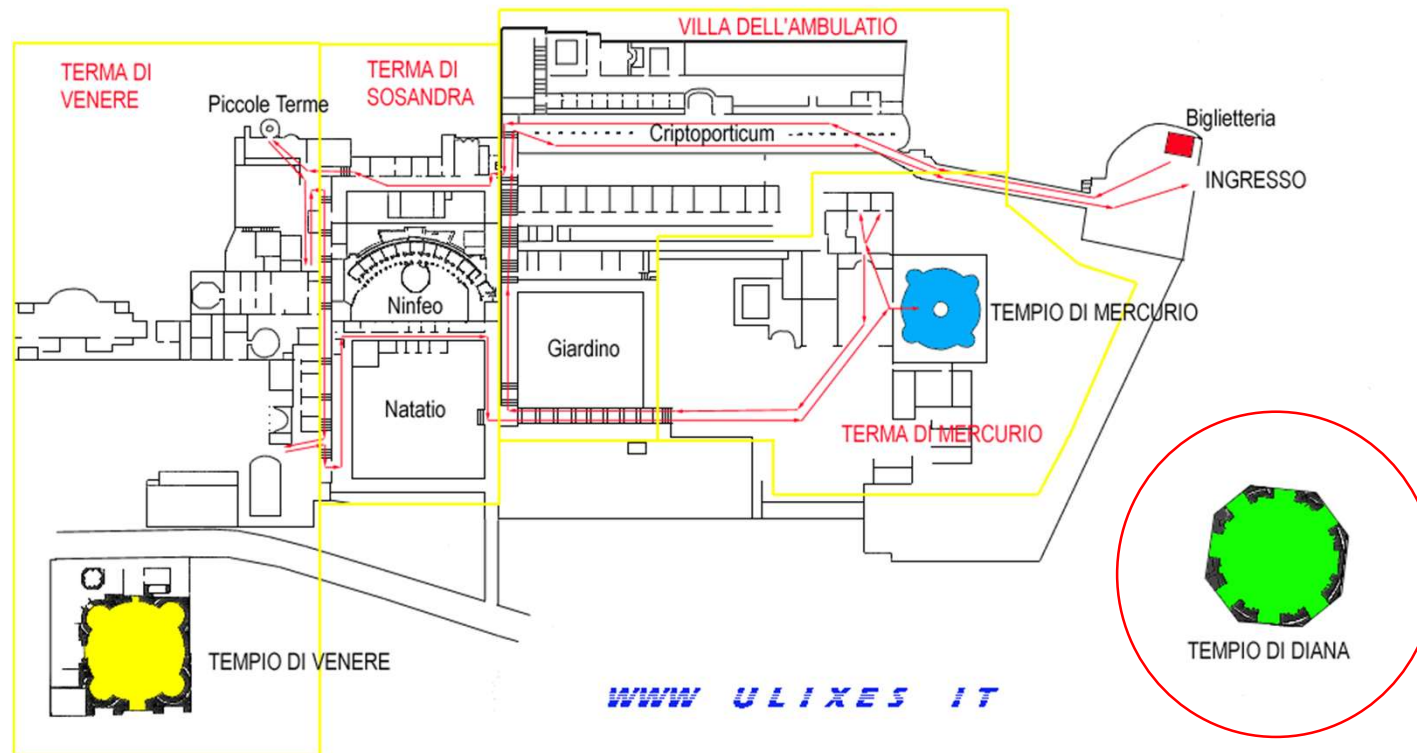 VILLA DELL'AMBULATIO
TERMA DI
VENERE
TERMA DI
SOSANDRA
Piccole Terme
Criptoporticum
Biglietteria
INGRESSO
Ninfeo
Giardino
TEMPIO DI MERCURIO
Natatio
TERMA DI MERCURIO
TEMPIO DI VENERE
TEMPIO DI DIANA
WWW ULIXES IT